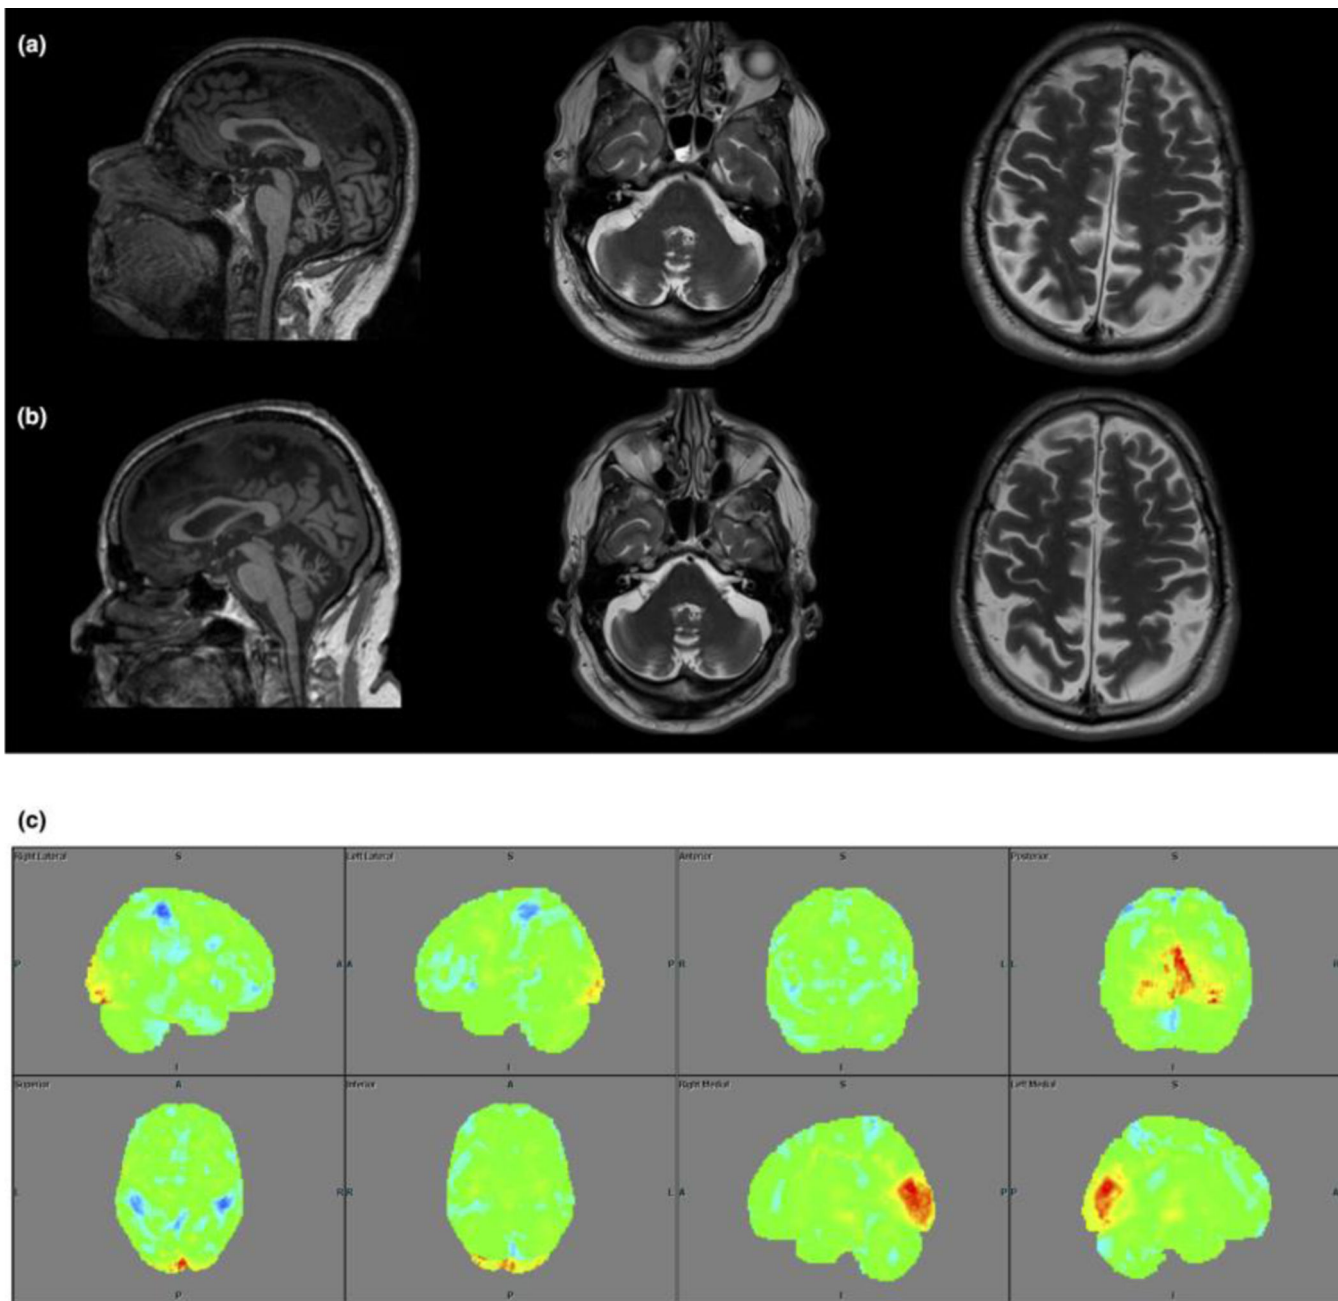 (a)
(b)
(c)
Right Lateral S
P A
I
Left Lateral S
A P
I
Anterior S
R L
I
Posterior S
L R
I
Superior A
L R
P
Inferior A
R L
P
Right Medial S
A P
I
Left Medial S
P A
I